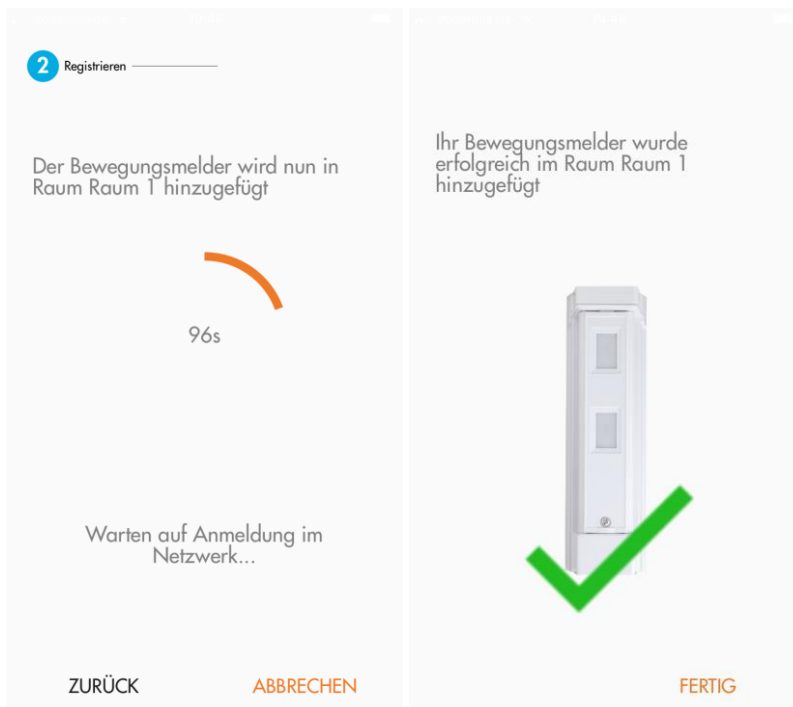 2 Registrieren
Der Bewegungsmelder wird nun in
Raum Raum 1 hinzugefügt
96s
Warten auf Anmeldung im
Netzwerk...
ZURÜCK
ABBRECHEN
Ihr Bewegungsmelder wurde
erfolgreich im Raum Raum 1
hinzugefügt
FERTIG